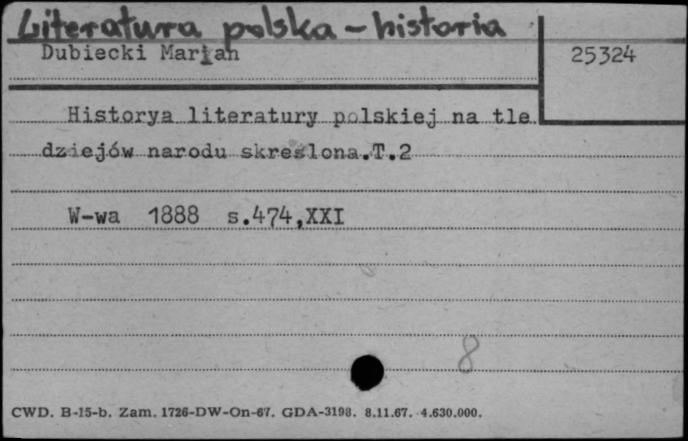 Literatura polska - historia
Dubiecki Marian
25324
Historya literatury polskiej na tle
dziejów narodu skreślona.T.2
W-wa 1888 s.474,XXI
8
CWD. B-15-b. Zam. 1726-DW-On-67. GDA-3198. 8.11.67. 4.630.000.